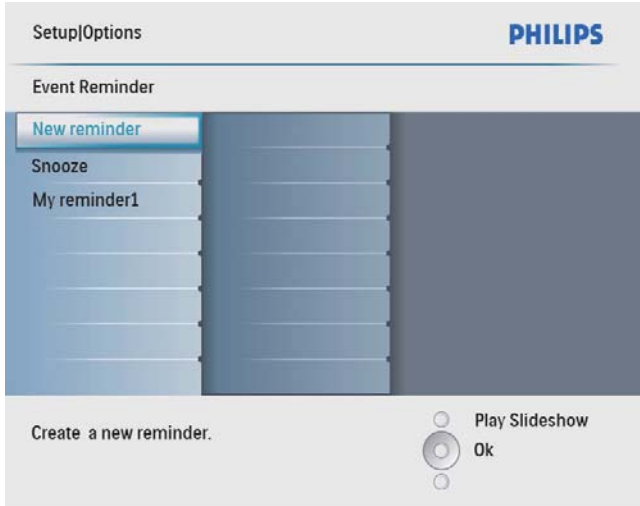 Setup|Options
PHILIPS
Event Reminder
New reminder
Snooze
My reminder1
Create a new reminder.
Play Slideshow
Ok